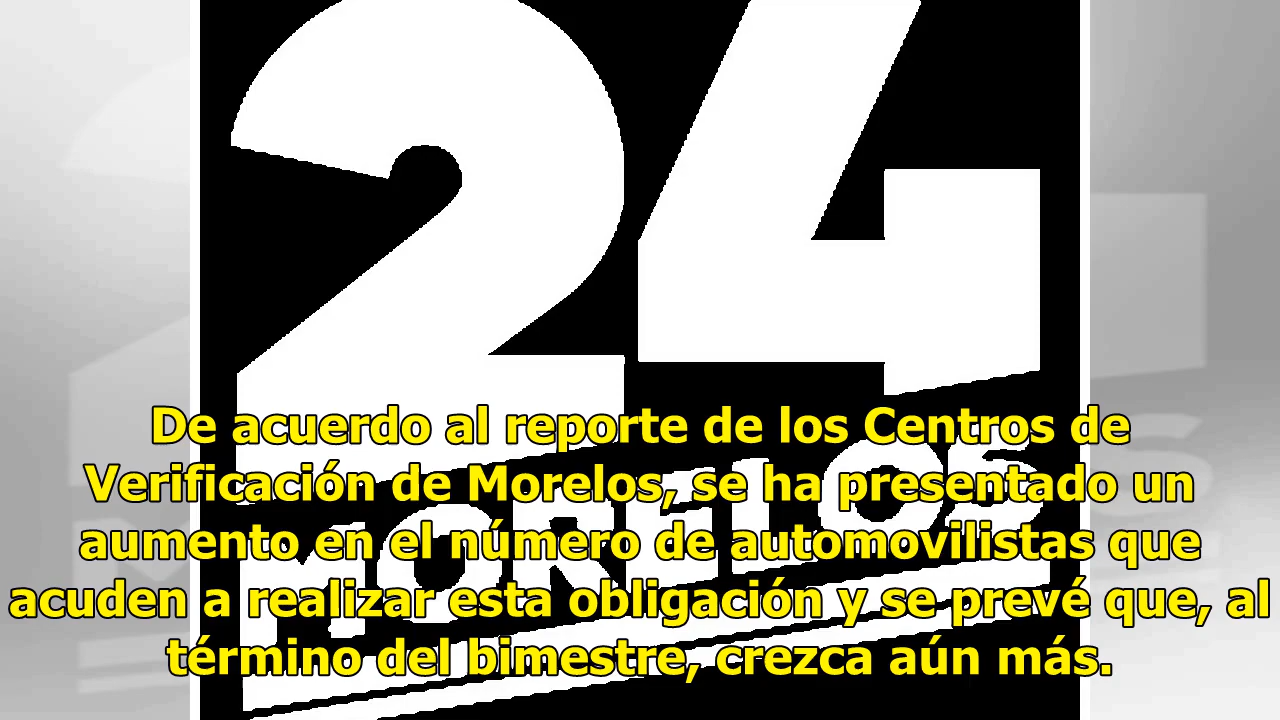 24
MORELOS
De acuerdo al reporte de los Centros de
Verificación de Morelos, se ha presentado un
aumento en el número de automovilistas que
acuden a realizar esta obligación y se prevé que, al
término del bimestre, crezca aún más.